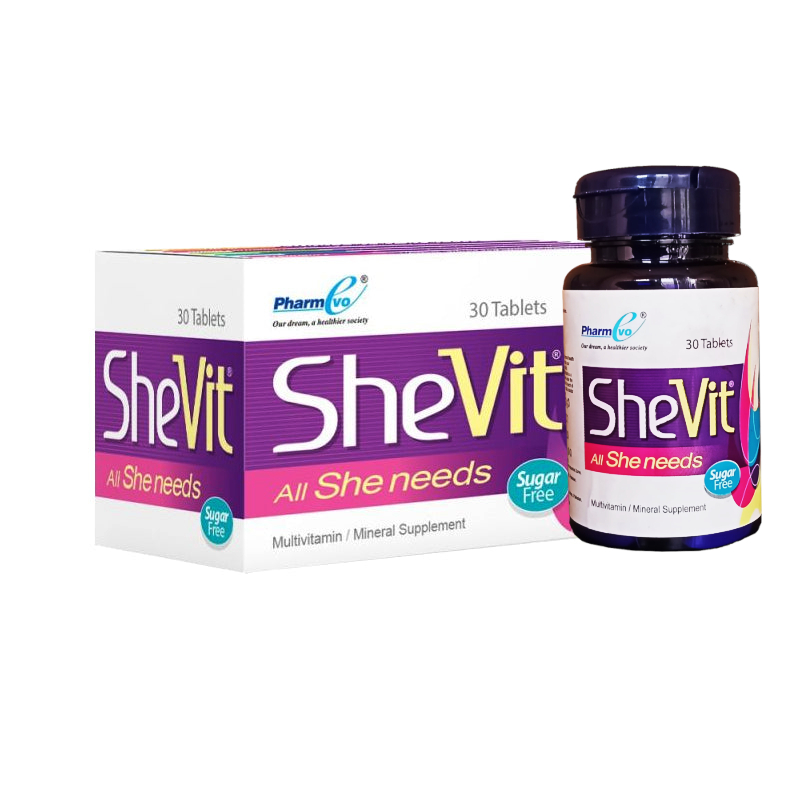 30 Tablets
SheVit®
All She needs
Sugar
Free
Pharmevo®
Our dream, a healthier society
30 Tablets
SheVit®
All She needs
Sugar
Free
Multivitamin / Mineral Supplement
Pharmevo®
Our dream, a healthier society
30 Tablets
SheVit®
All She needs
Sugar
Free
Multivitamin / Mineral Supplement